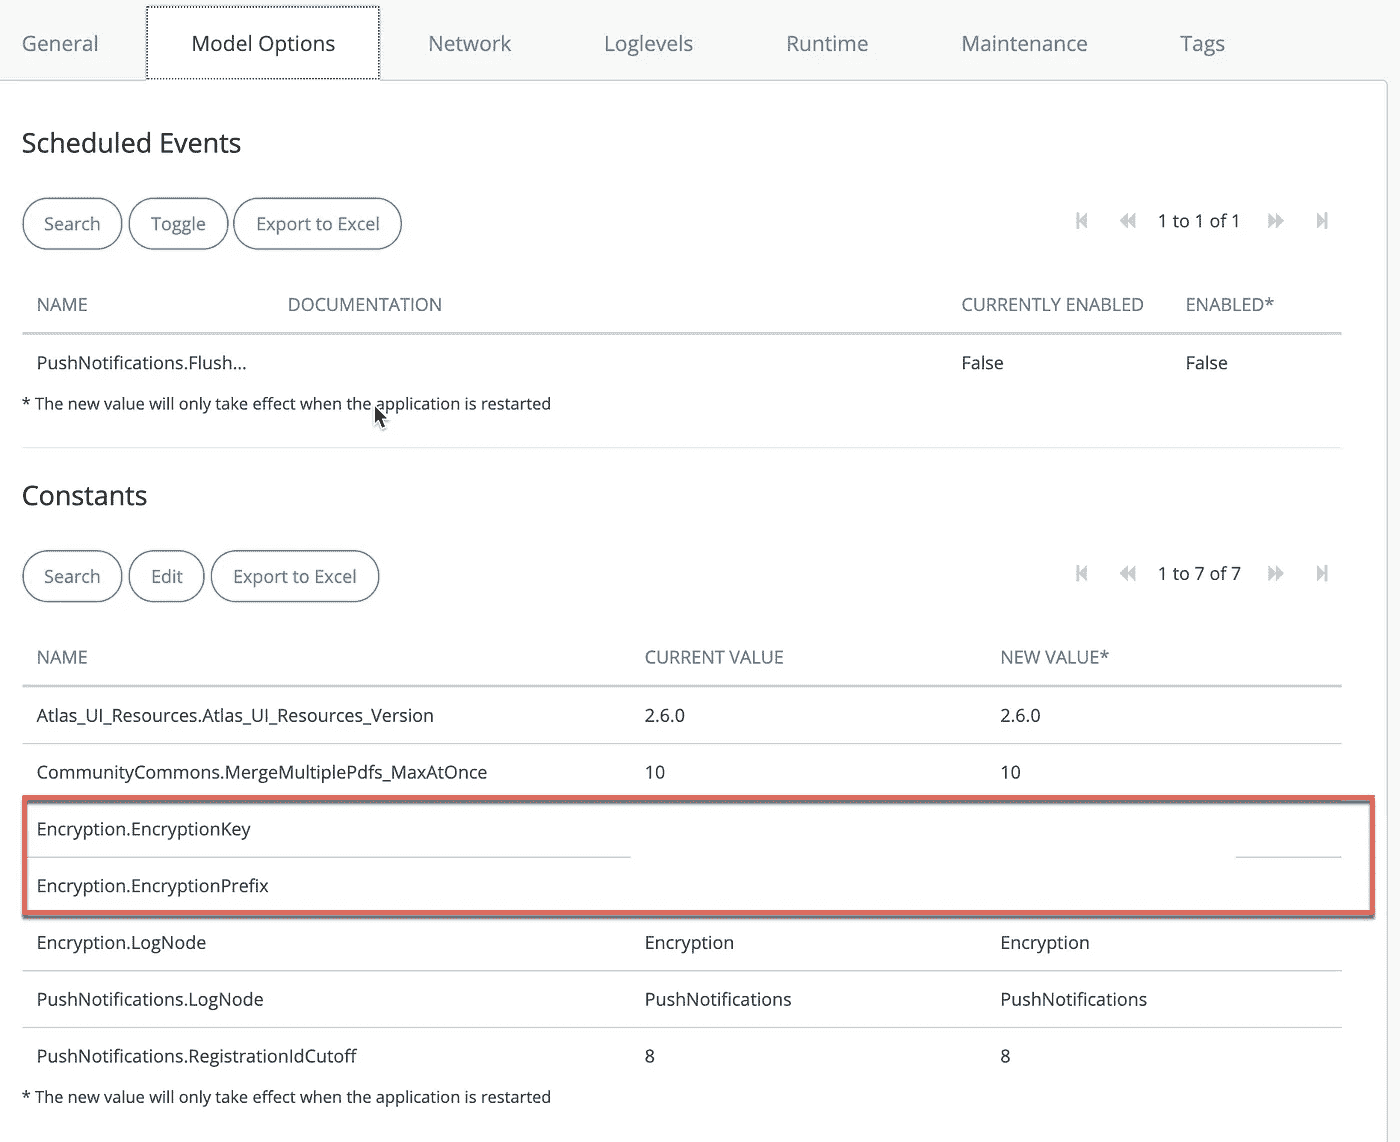 General Model Options Network Loglevels Runtime Maintenance Tags
Scheduled Events
Search Toggle Export to Excel 1 to 1 of 1
NAME DOCUMENTATION CURRENTLY ENABLED ENABLED*
PushNotifications.Flush... False False
* The new value will only take effect when the application is restarted
Constants
Search Edit Export to Excel 1 to 7 of 7
NAME CURRENT VALUE NEW VALUE*
Atlas_UI_Resources.Atlas_UI_Resources_Version 2.6.0 2.6.0
CommunityCommons.MergeMultiplePdfs_MaxAtOnce 10 10
Encryption.EncryptionKey
Encryption.EncryptionPrefix
Encryption.LogNode Encryption Encryption
PushNotifications.LogNode PushNotifications PushNotifications
PushNotifications.RegistrationIdCutoff 8 8
* The new value will only take effect when the application is restarted